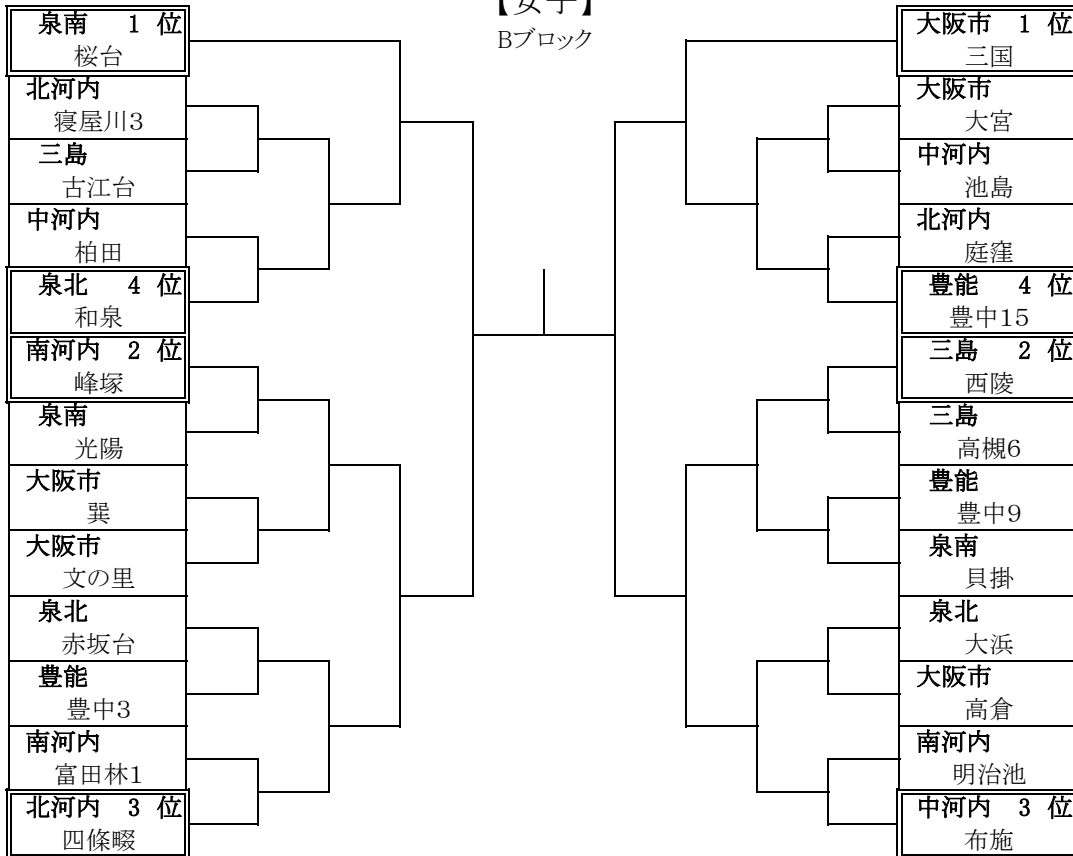 【女子】
Bブロック
泉南 1 位
桜台
北河内
寝屋川3
三島
古江台
中河内
柏田
泉北 4 位
和泉
南河内 2 位
峰塚
泉南
光陽
大阪市
巽
大阪市
文の里
泉北
赤坂台
豊能
豊中3
南河内
富田林1
北河内 3 位
四條畷
大阪市 1 位
三国
大阪市
大宮
中河内
池島
北河内
庭窪
豊能 4 位
豊中15
三島 2 位
西陵
三島
高槻6
豊能
豊中9
泉南
貝掛
泉北
大浜
大阪市
高倉
南河内
明治池
中河内 3 位
布施